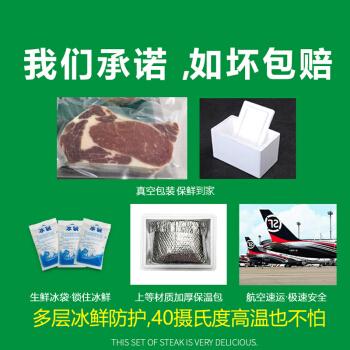 我们承诺 ,如坏包赔
真空包装 保鲜到家
冰袋 冰袋 冰袋
生鲜冰袋·锁住冰鲜
上等材质加厚保温包
航空速运·极速安全
多层冰鲜防护,40摄氏度高温也不怕
THIS SET OF STEAK IS VERY DELICIOUS.